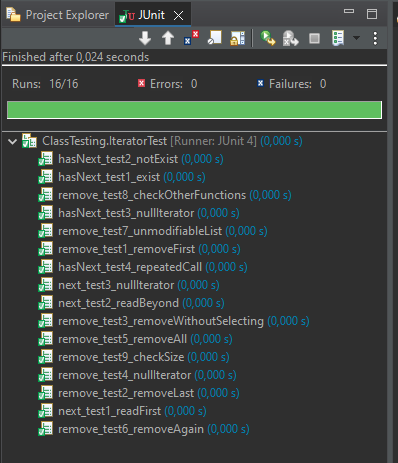 Project Explorer JUnit
Finished after 0,024 seconds
Runs: 16/16 Errors: 0 Failures: 0
ClassTesting.IteratorTest [Runner: JUnit 4] (0,000 s)
hasNext_test2_notExist (0,000 s)
hasNext_test1_exist (0,000 s)
remove_test8_checkOtherFunctions (0,000 s)
hasNext_test3_nullIterator (0,000 s)
remove_test7_unmodifiableList (0,000 s)
remove_test1_removeFirst (0,000 s)
hasNext_test4_repeatedCall (0,000 s)
next_test3_nullIterator (0,000 s)
next_test2_readBeyond (0,000 s)
remove_test3_removeWithoutSelecting (0,000 s)
remove_test5_removeAll (0,000 s)
remove_test9_checkSize (0,000 s)
remove_test4_nullIterator (0,000 s)
remove_test2_removeLast (0,000 s)
next_test1_readFirst (0,000 s)
remove_test6_removeAgain (0,000 s)